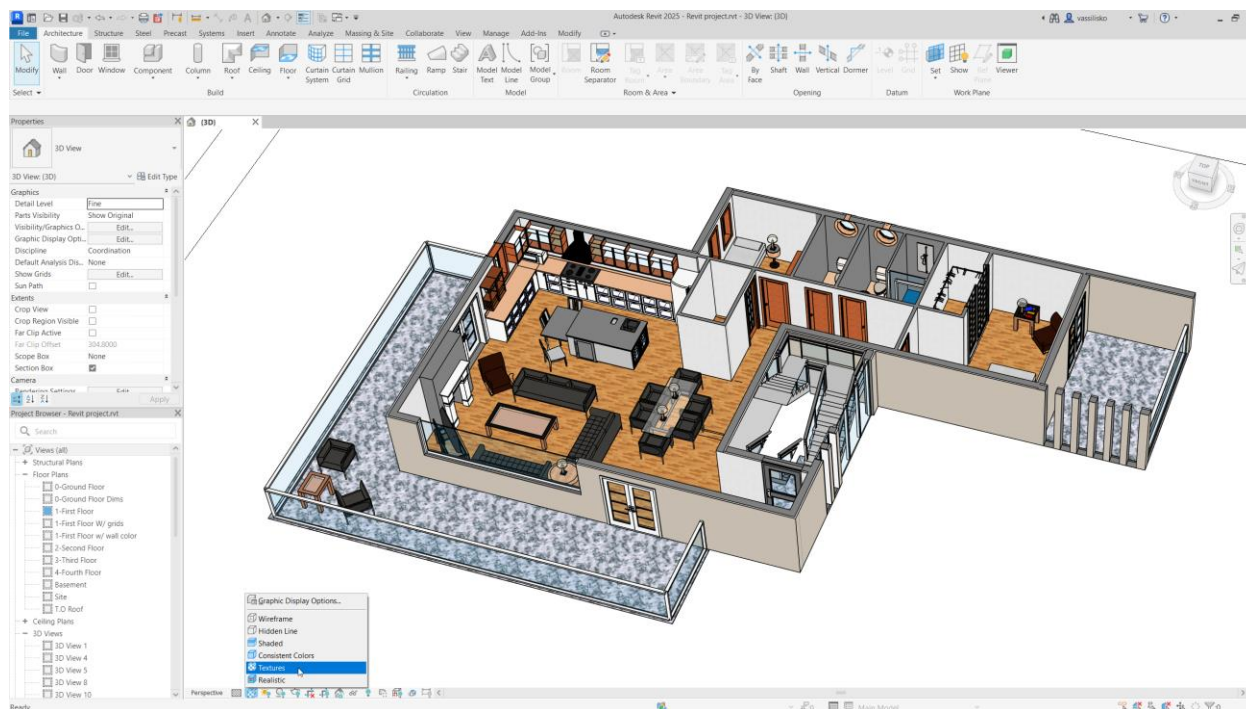 Autodesk Revit 2025 - Revit project.rvt - 3D View: {3D}
vassilisko
File Architecture Structure Steel Precast Systems Insert Annotate Analyze Massing & Site Collaborate View Manage Add-Ins Modify
Modify Wall Door Window Component Column Roof Ceiling Floor Curtain System Curtain Grid Mullion Railing Ramp Stair Model Text Model Line Model Group Room Room Separator Tag Room Area Area Boundary Tag Area By Face Shaft Wall Vertical Dormer Level Grid Set Show Ref Plane Viewer
Select Build Circulation Model Room & Area Opening Datum Work Plane
Properties
{3D}
3D View
3D View: {3D} Edit Type
Graphics
Detail Level Fine
Parts Visibility Show Original
Visibility/Graphics O... Edit...
Graphic Display Opti... Edit...
Discipline Coordination
Default Analysis Dis... None
Show Grids Edit...
Sun Path
Extents
Crop View
Crop Region Visible
Far Clip Active
Far Clip Offset 304.8000
Scope Box None
Section Box
Camera
Rendering Settings Edit...
Apply
Project Browser - Revit project.rvt
Search
Views (all)
Structural Plans
Floor Plans
0-Ground Floor
0-Ground Floor Dims
1-First Floor
1-First Floor W/ grids
1-First Floor w/ wall color
2-Second Floor
3-Third Floor
4-Fourth Floor
Basement
Site
T.O Roof
Ceiling Plans
3D Views
3D View 1
3D View 4
3D View 5
3D View 8
3D View 10
TOP
Graphic Display Options...
Wireframe
Hidden Line
Shaded
Consistent Colors
Textures
Realistic
Perspective
Ready
Main Model